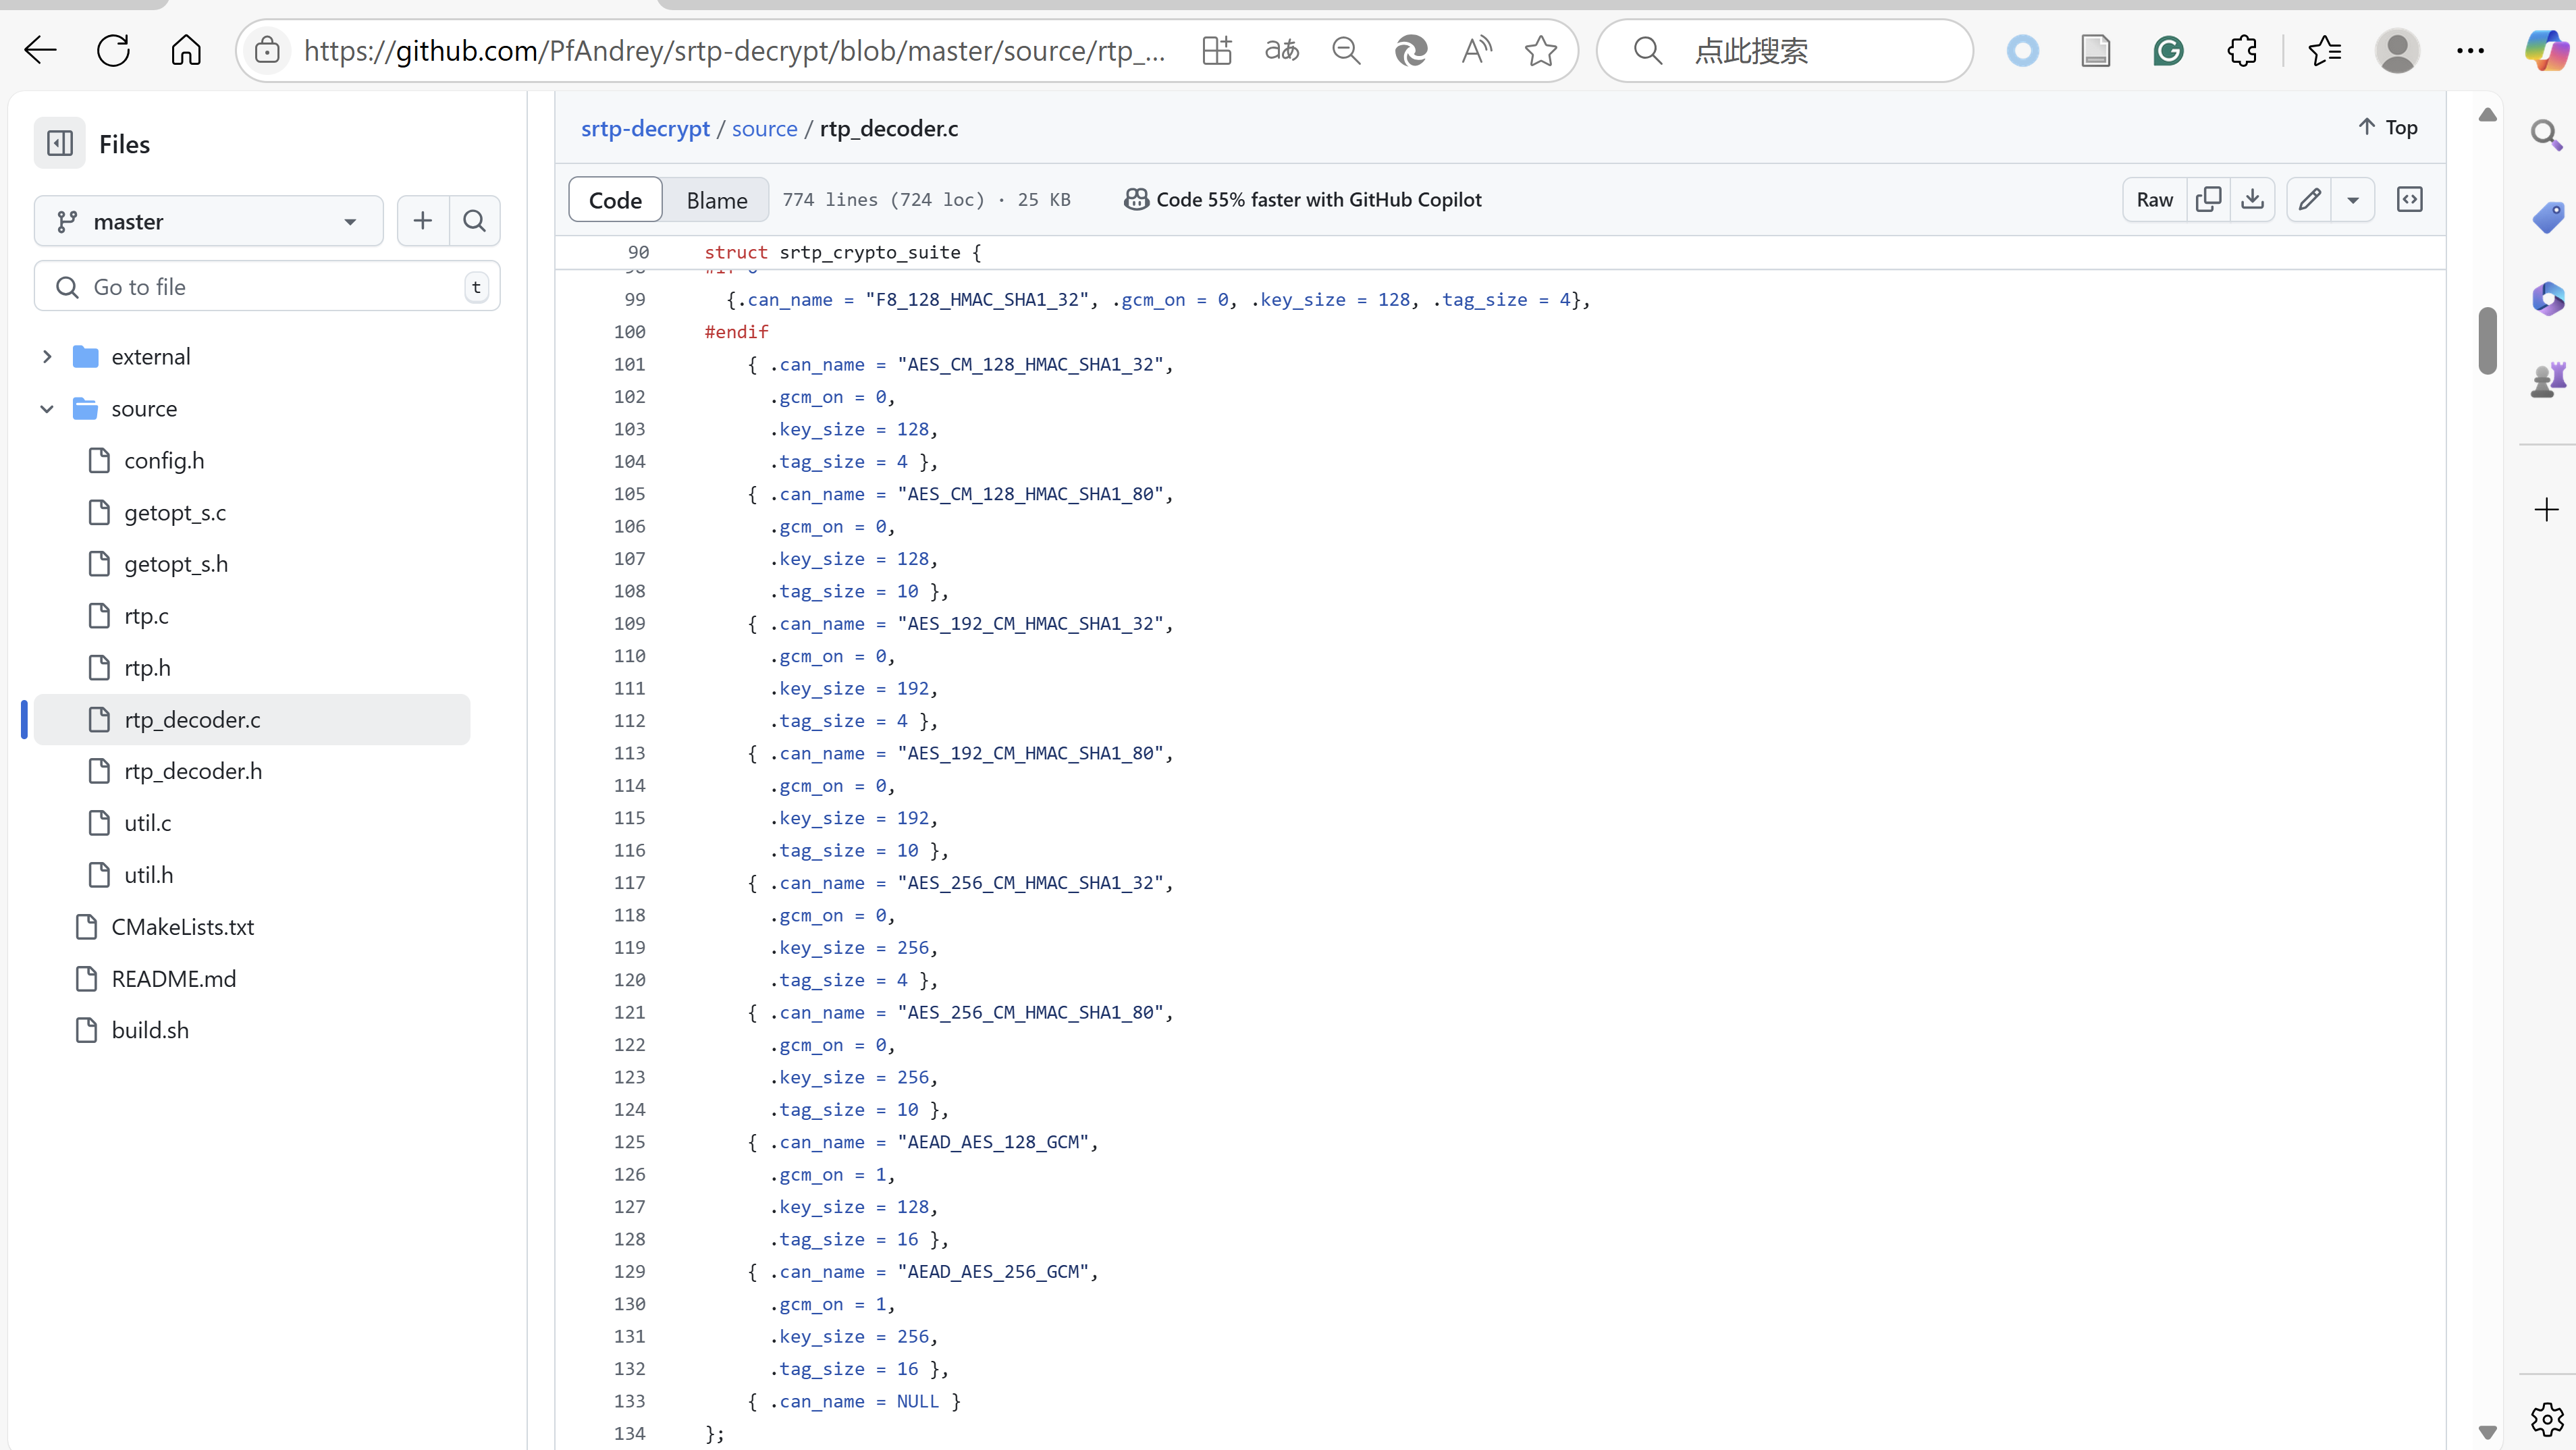 https://github.com/PfAndrey/srtp-decrypt/blob/master/source/rtp_...
点此搜索
Files
master
Go to file
t
external
source
config.h
getopt_s.c
getopt_s.h
rtp.c
rtp.h
rtp_decoder.c
rtp_decoder.h
util.c
util.h
CMakeLists.txt
README.md
build.sh
srtp-decrypt / source / rtp_decoder.c
Top
Code Blame 774 lines (724 loc) · 25 KB Code 55% faster with GitHub Copilot Raw
90 struct srtp_crypto_suite {
98 #if 0
99 {.can_name = "F8_128_HMAC_SHA1_32", .gcm_on = 0, .key_size = 128, .tag_size = 4},
100 #endif
101 { .can_name = "AES_CM_128_HMAC_SHA1_32",
102 .gcm_on = 0,
103 .key_size = 128,
104 .tag_size = 4 },
105 { .can_name = "AES_CM_128_HMAC_SHA1_80",
106 .gcm_on = 0,
107 .key_size = 128,
108 .tag_size = 10 },
109 { .can_name = "AES_192_CM_HMAC_SHA1_32",
110 .gcm_on = 0,
111 .key_size = 192,
112 .tag_size = 4 },
113 { .can_name = "AES_192_CM_HMAC_SHA1_80",
114 .gcm_on = 0,
115 .key_size = 192,
116 .tag_size = 10 },
117 { .can_name = "AES_256_CM_HMAC_SHA1_32",
118 .gcm_on = 0,
119 .key_size = 256,
120 .tag_size = 4 },
121 { .can_name = "AES_256_CM_HMAC_SHA1_80",
122 .gcm_on = 0,
123 .key_size = 256,
124 .tag_size = 10 },
125 { .can_name = "AEAD_AES_128_GCM",
126 .gcm_on = 1,
127 .key_size = 128,
128 .tag_size = 16 },
129 { .can_name = "AEAD_AES_256_GCM",
130 .gcm_on = 1,
131 .key_size = 256,
132 .tag_size = 16 },
133 { .can_name = NULL }
134 };